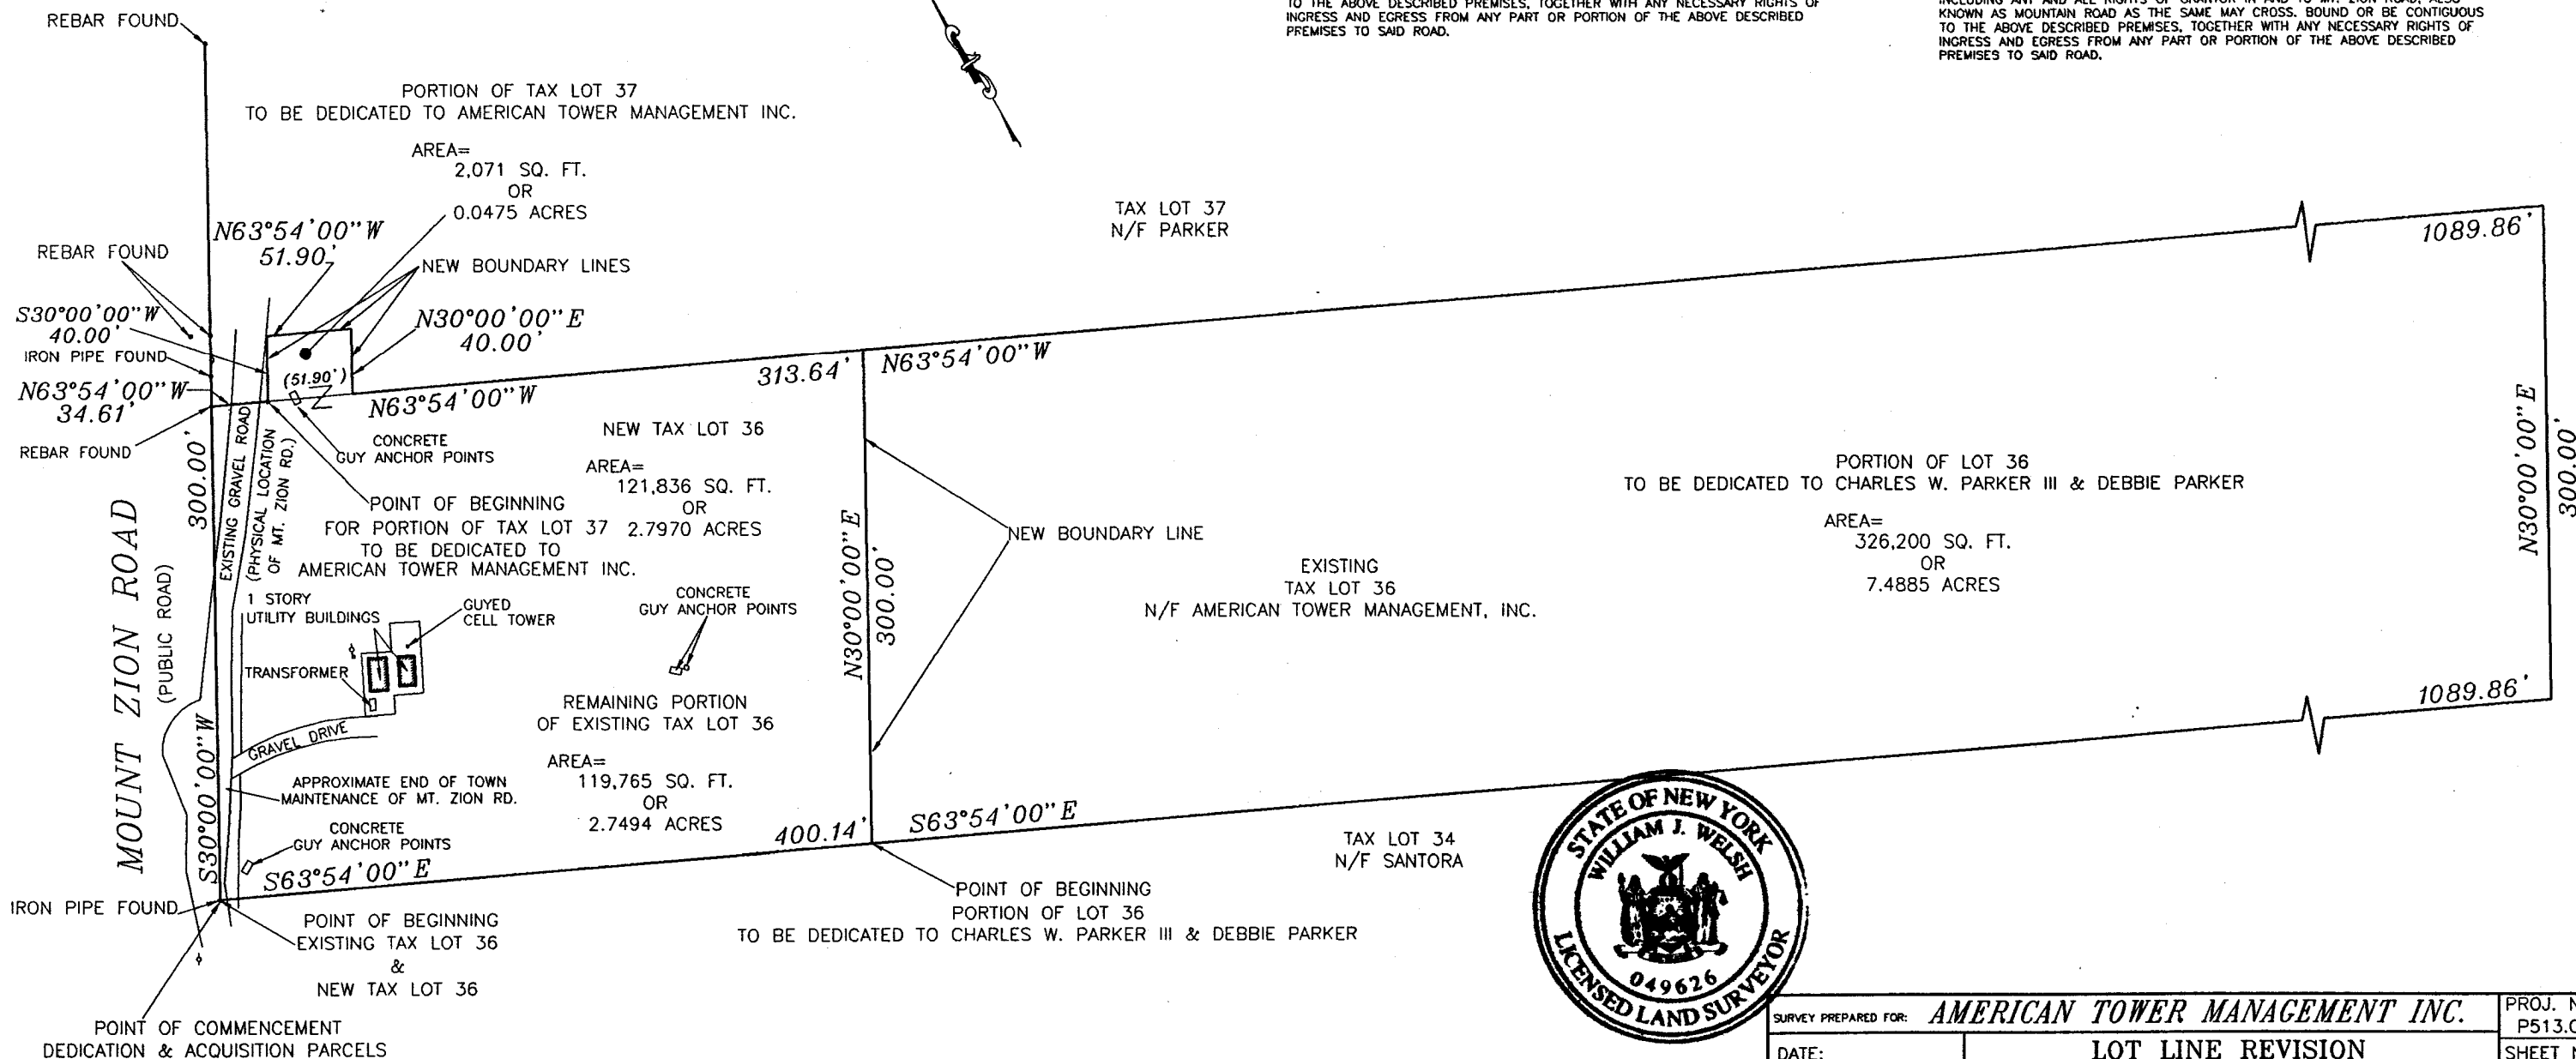 TO THE ABOVE DESCRIBED PREMISES, TOGETHER WITH ANY NECESSARY RIGHTS OF
INGRESS AND EGRESS FROM ANY PART OR PORTION OF THE ABOVE DESCRIBED
PREMISES TO SAID ROAD.
INCLUDING ANY AND ALL RIGHTS OF GRANTOR IN AND TO MT. ZION ROAD, ALSO
KNOWN AS MOUNTAIN ROAD AS THE SAME MAY CROSS, BOUND OR BE CONTIGUOUS
TO THE ABOVE DESCRIBED PREMISES, TOGETHER WITH ANY NECESSARY RIGHTS OF
INGRESS AND EGRESS FROM ANY PART OR PORTION OF THE ABOVE DESCRIBED
PREMISES TO SAID ROAD.
REBAR FOUND
PORTION OF TAX LOT 37
TO BE DEDICATED TO AMERICAN TOWER MANAGEMENT INC.
AREA=
2,071 SQ. FT.
OR
0.0475 ACRES
TAX LOT 37
N/F PARKER
N63°54'00"W
51.90'
REBAR FOUND
NEW BOUNDARY LINES
S30°00'00"W
40.00'
N30°00'00"E
40.00'
IRON PIPE FOUND
(51.90')
N63°54'00"W
34.61'
REBAR FOUND
N63°54'00"W
313.64'
N63°54'00"W
1089.86'
CONCRETE
GUY ANCHOR POINTS
NEW TAX LOT 36
AREA=
121,836 SQ. FT.
OR
2.7970 ACRES
POINT OF BEGINNING
FOR PORTION OF TAX LOT 37
TO BE DEDICATED TO
AMERICAN TOWER MANAGEMENT INC.
300.00'
EXISTING GRAVEL ROAD
(PHYSICAL LOCATION
OF MT. ZION RD.)
MOUNT ZION ROAD
(PUBLIC ROAD)
S30°00'00"W
1 STORY
UTILITY BUILDINGS
GUYED
CELL TOWER
TRANSFORMER
CONCRETE
GUY ANCHOR POINTS
GRAVEL DRIVE
REMAINING PORTION
OF EXISTING TAX LOT 36
AREA=
119,765 SQ. FT.
OR
2.7494 ACRES
APPROXIMATE END OF TOWN
MAINTENANCE OF MT. ZION RD.
CONCRETE
GUY ANCHOR POINTS
N30°00'00"E
300.00'
NEW BOUNDARY LINE
EXISTING
TAX LOT 36
N/F AMERICAN TOWER MANAGEMENT, INC.
PORTION OF LOT 36
TO BE DEDICATED TO CHARLES W. PARKER III & DEBBIE PARKER
AREA=
326,200 SQ. FT.
OR
7.4885 ACRES
N30°00'00"E
300.00'
1089.86'
S63°54'00"E
400.14'
S63°54'00"E
TAX LOT 34
N/F SANTORA
IRON PIPE FOUND
POINT OF BEGINNING
EXISTING TAX LOT 36
&
NEW TAX LOT 36
POINT OF BEGINNING
PORTION OF LOT 36
TO BE DEDICATED TO CHARLES W. PARKER III & DEBBIE PARKER
POINT OF COMMENCEMENT
DEDICATION & ACQUISITION PARCELS
STATE OF NEW YORK
WILLIAM J. WELSH
049626
LICENSED LAND SURVEYOR
SURVEY PREPARED FOR: AMERICAN TOWER MANAGEMENT INC.
PROJ.
DATE:
LOT LINE REVISION
SHEET